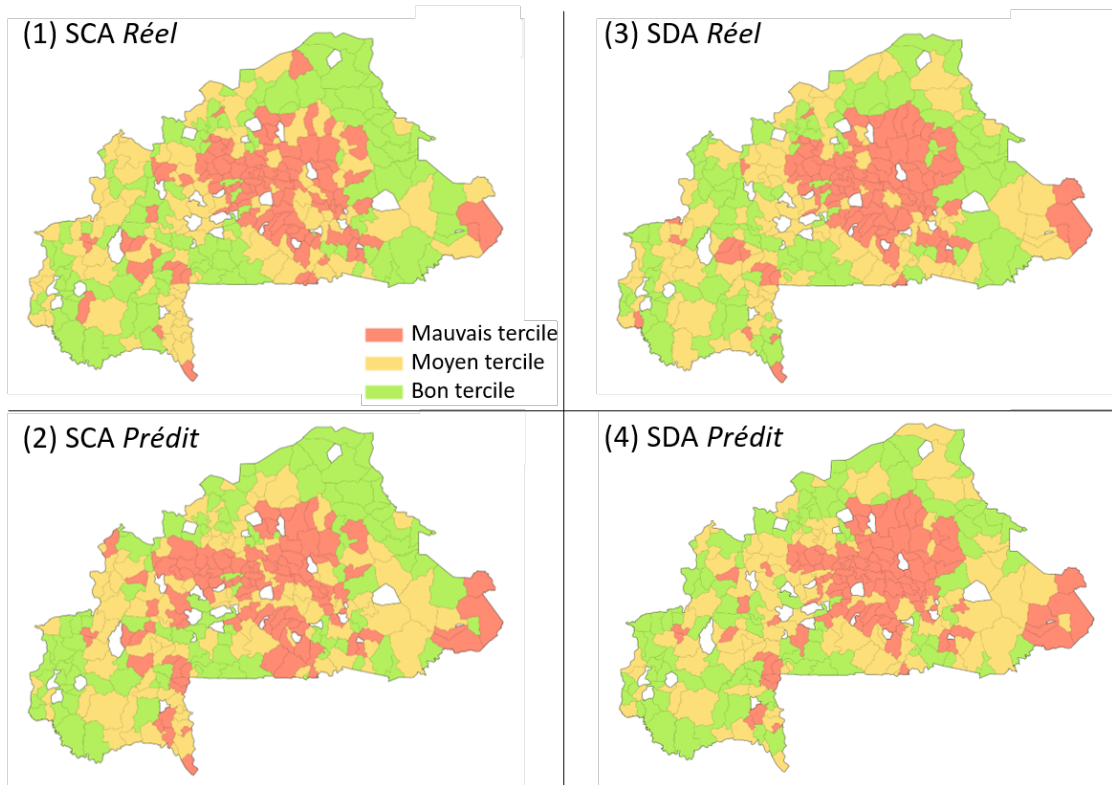 (1) SCA Réel
(3) SDA Réel
Mauvais tercile
Moyen tercile
Bon tercile
(2) SCA Prédit
(4) SDA Prédit